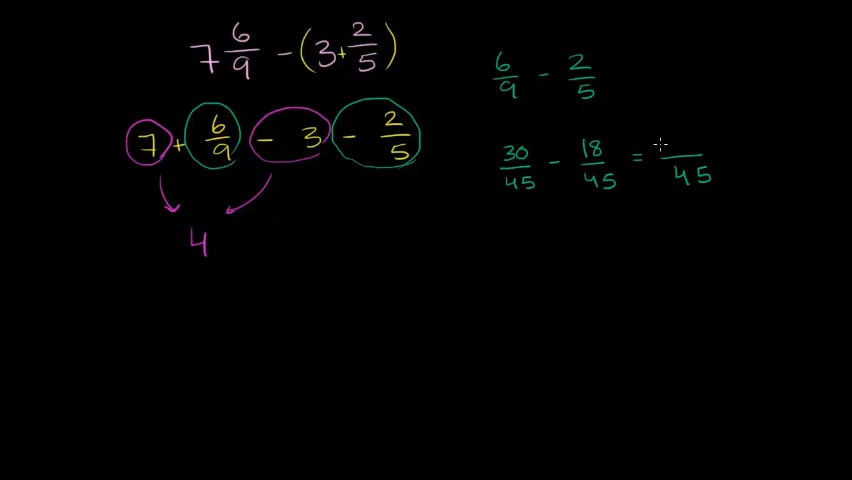 7 6/9 - (3 + 2/5)
7 + 6/9 - 3 - 2/5
4
6/9 - 2/5
30/45 - 18/45 = /45